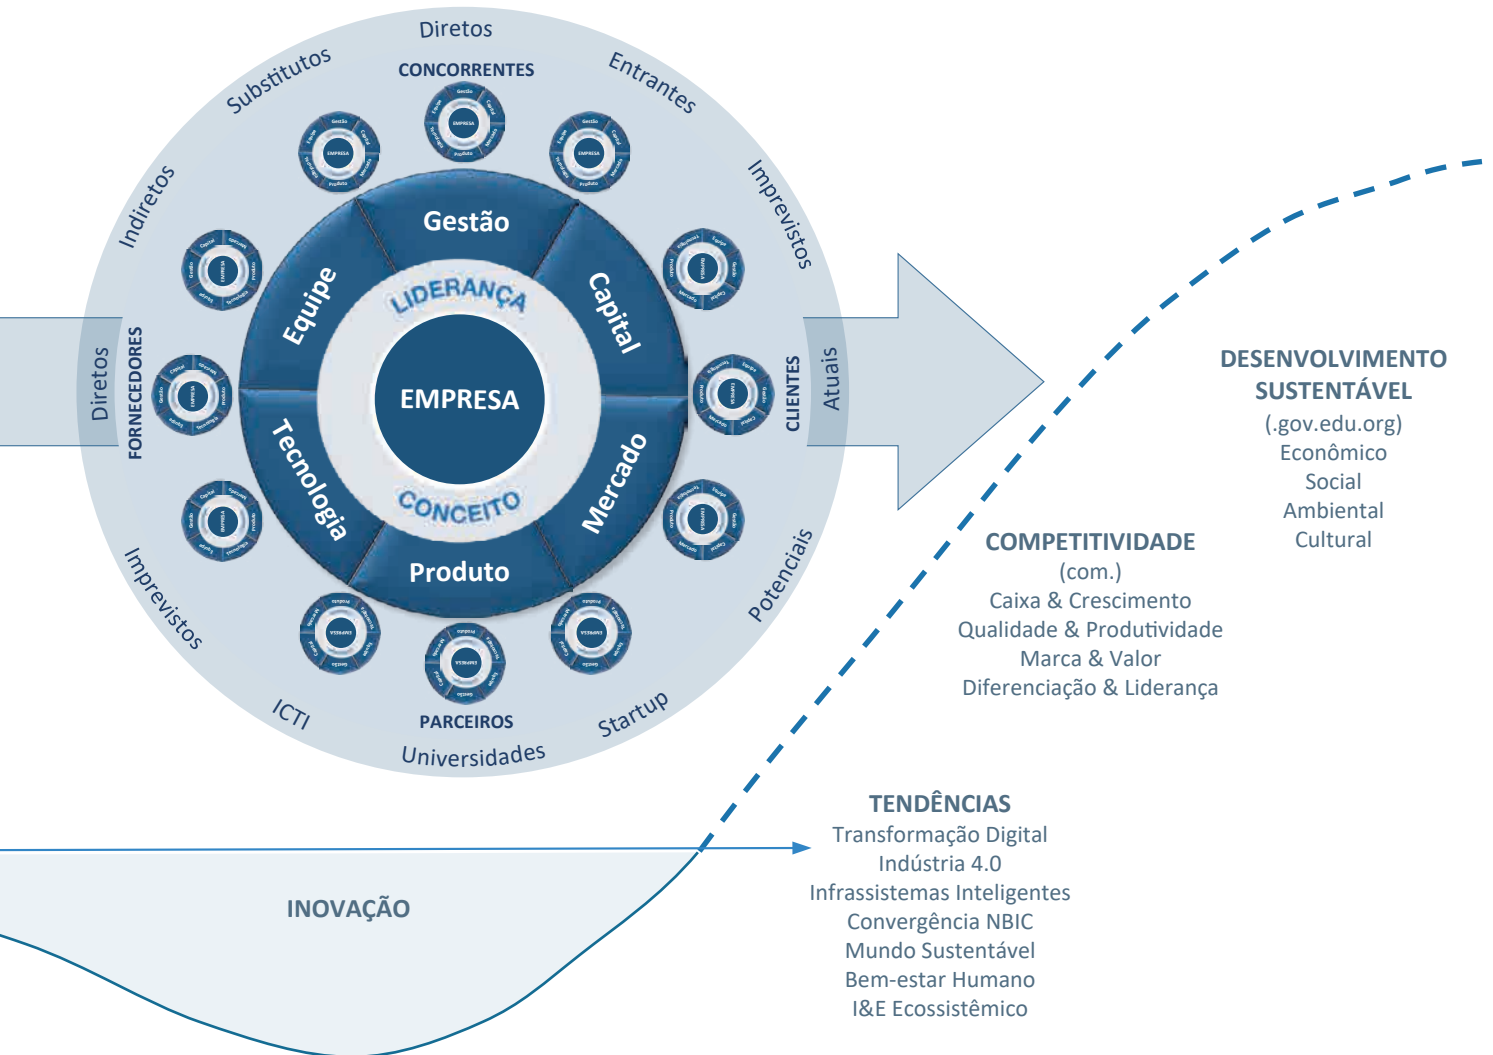 Diretos
Substitutos
Entrantes
CONCORRENTES
Indiretos
Imprevistos
Gestão
Equipe
Capital
LIDERANÇA
EMPRESA
CONCEITO
Tecnologia
Mercado
Produto
Diretos
FORNECEDORES
CLIENTES
Atuais
Imprevistos
Potenciais
ICTI
PARCEIROS
Universidades
Startup
DESENVOLVIMENTO
SUSTENTÁVEL
(.gov.edu.org)
Econômico
Social
Ambiental
Cultural
COMPETITIVIDADE
(com.)
Caixa & Crescimento
Qualidade & Produtividade
Marca & Valor
Diferenciação & Liderança
TENDÊNCIAS
Transformação Digital
Indústria 4.0
Infrassistemas Inteligentes
Convergência NBIC
Mundo Sustentável
Bem-estar Humano
I&E Ecossistêmico
INOVAÇÃO